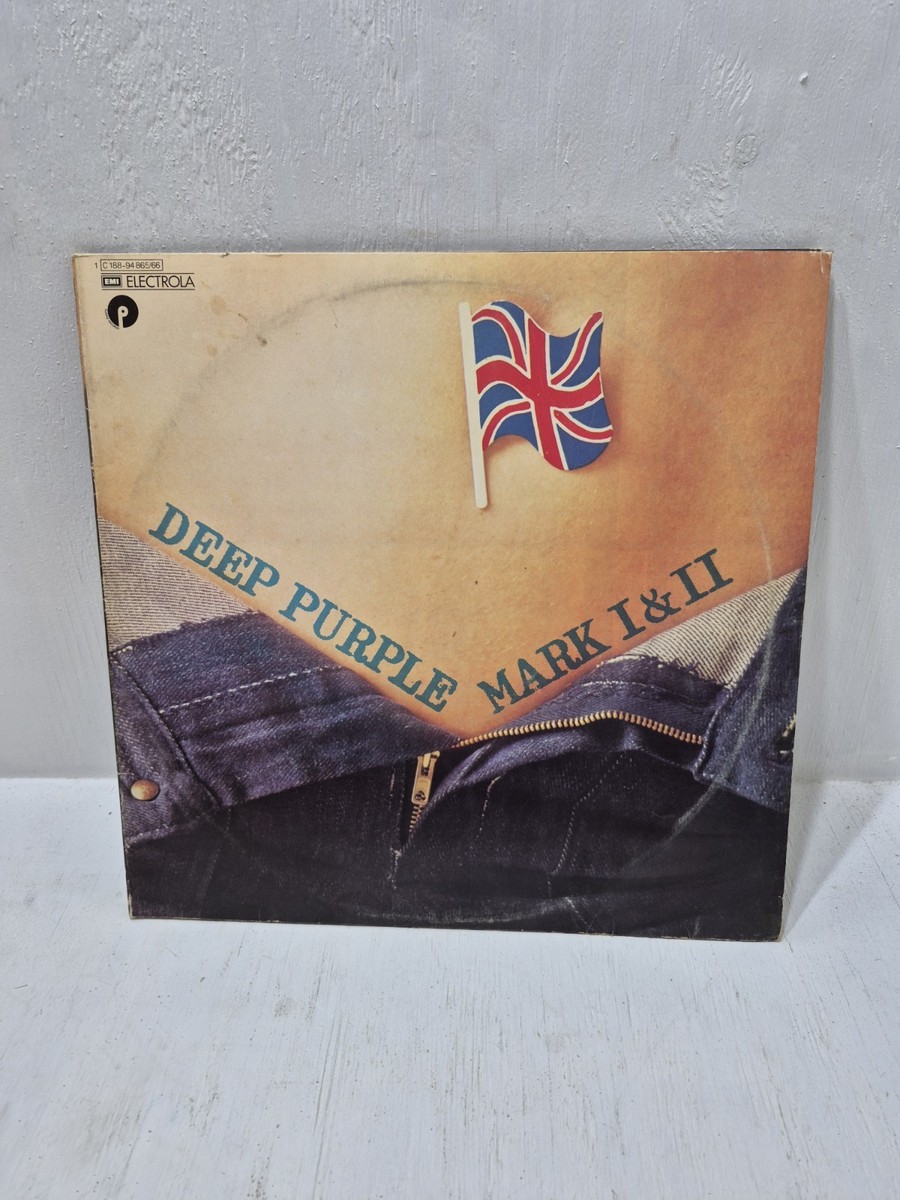 1 C 188-94 865/66
EMI ELECTROLA
P
DEEP PURPLE
MARK I & II